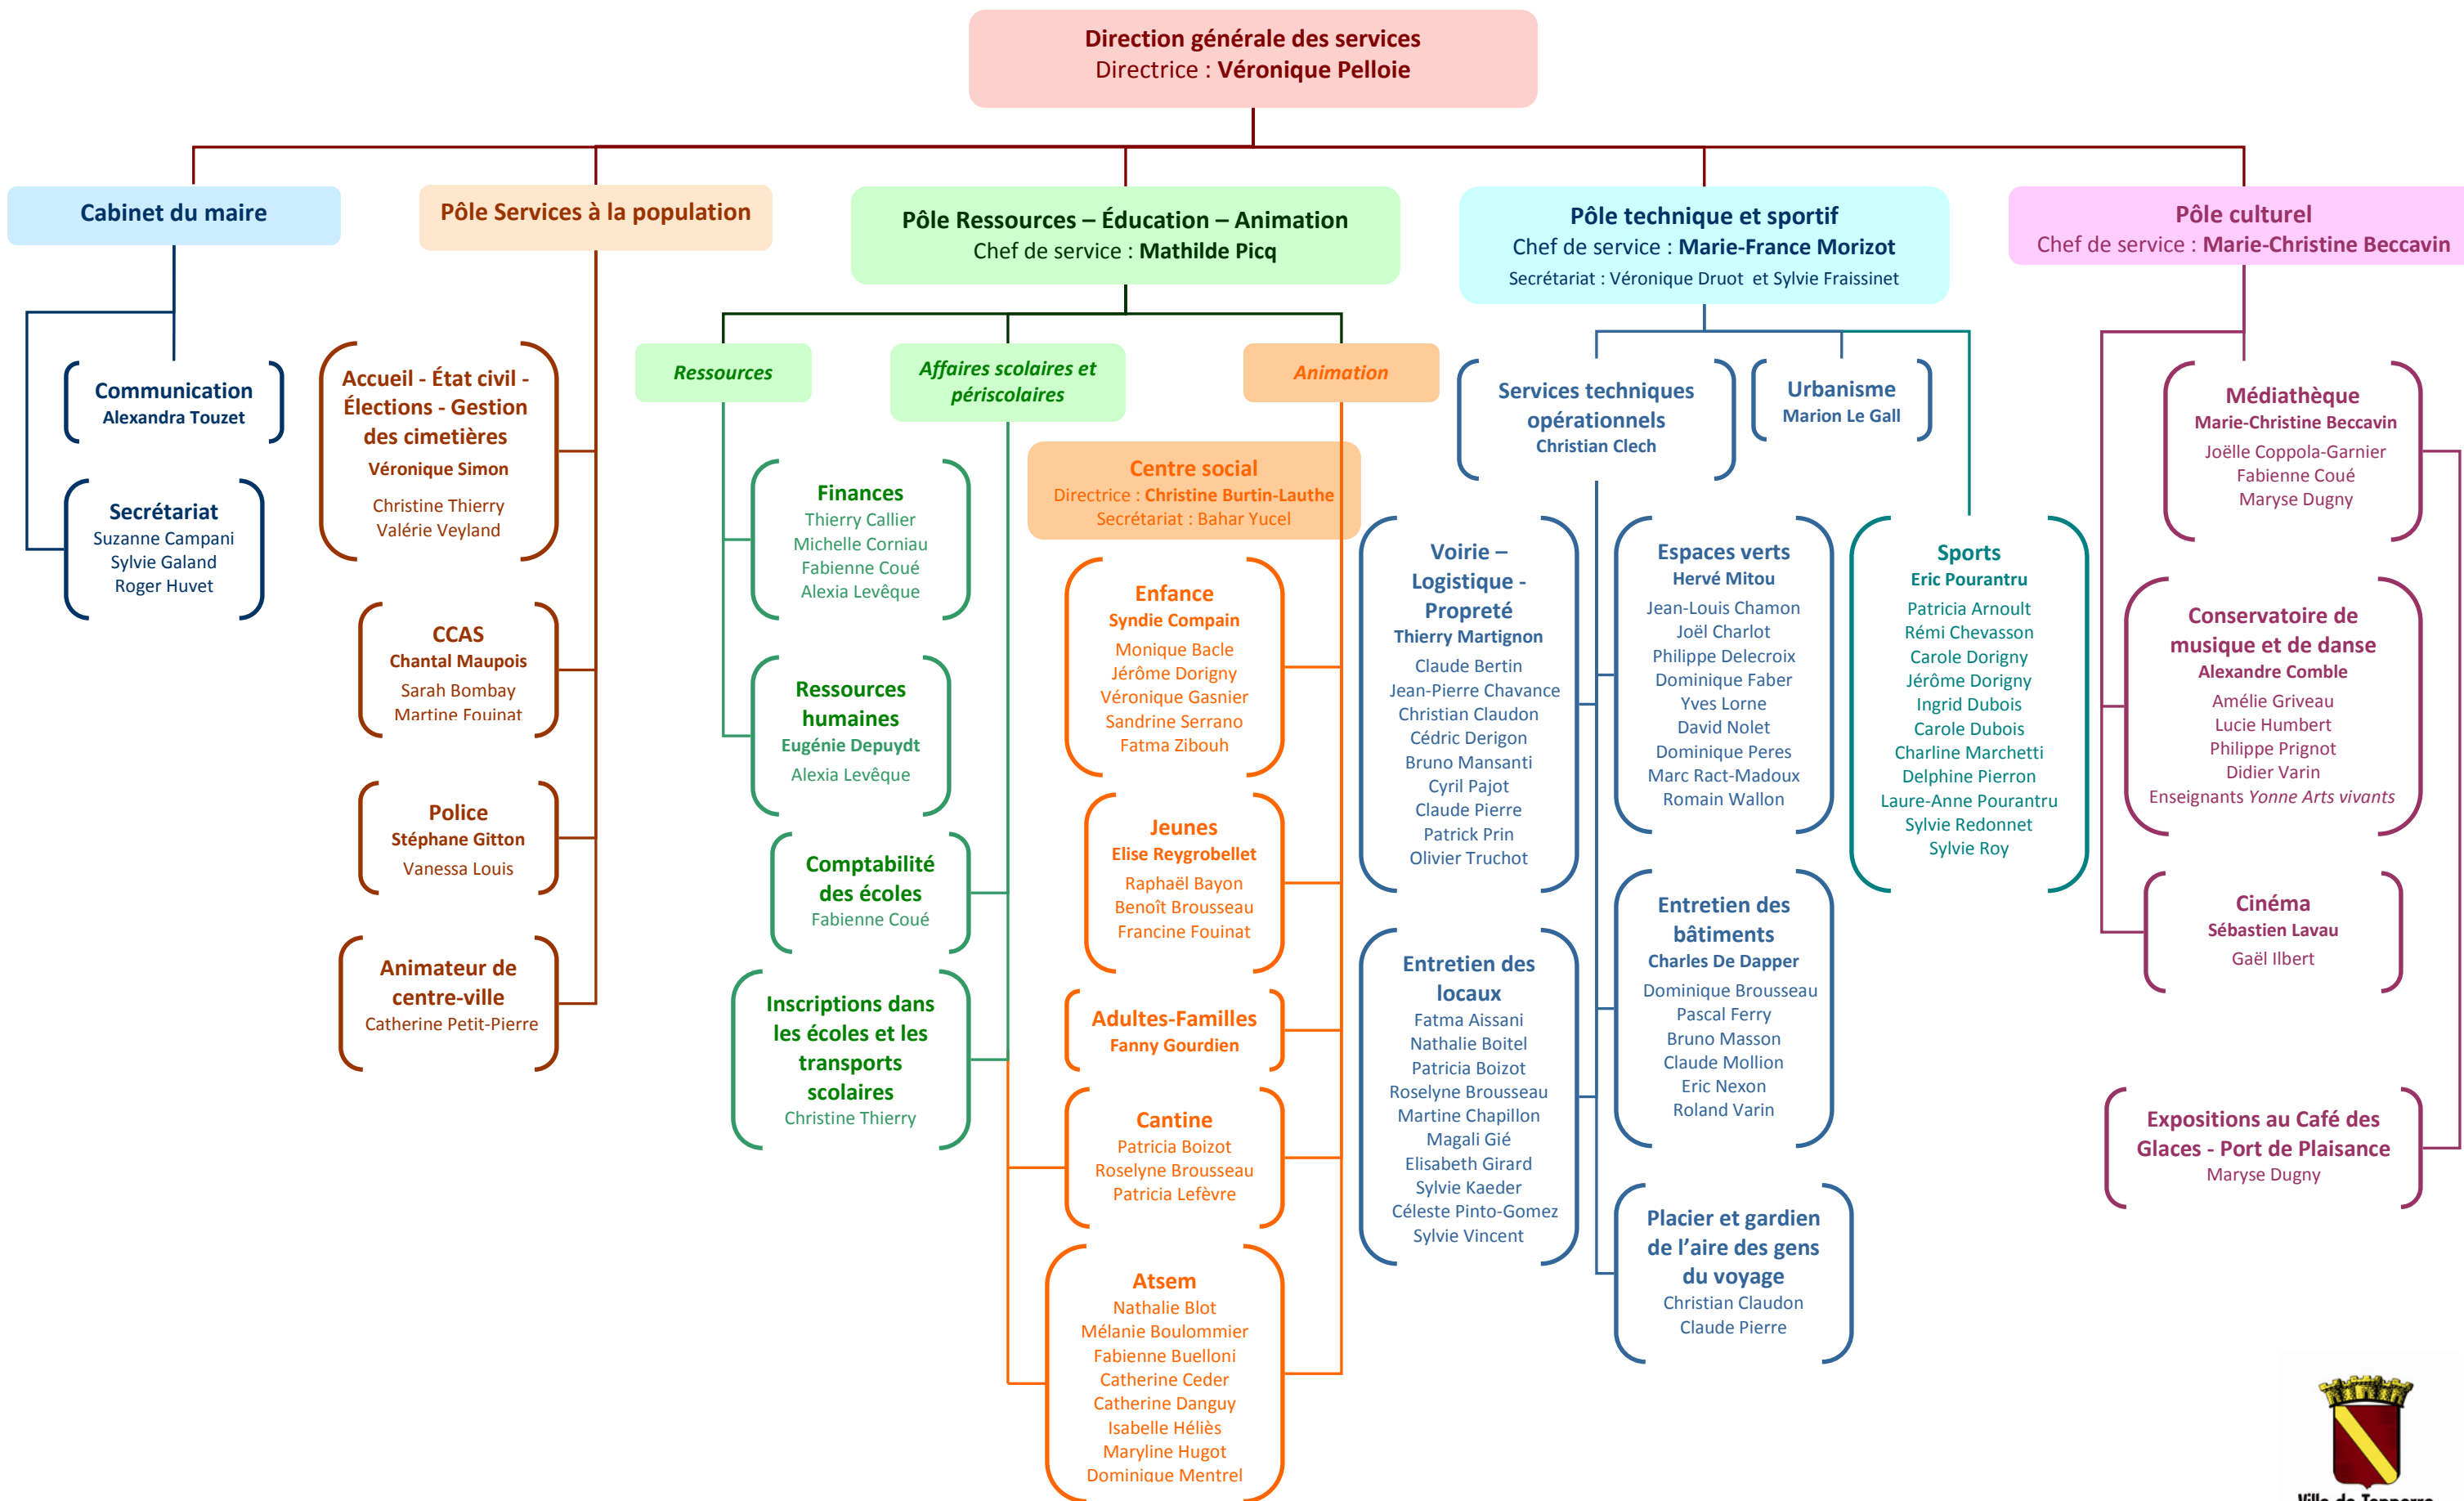 Direction générale des services
Directrice : Véronique Pelloie
Cabinet du maire
Communication
Alexandra Touzet
Secrétariat
Suzanne Campani
Sylvie Galand
Roger Huvet
Pôle Services à la population
Accueil - État civil -
Élections - Gestion
des cimetières
Véronique Simon
Christine Thierry
Valérie Veyland
CCAS
Chantal Maupois
Sarah Bombay
Martine Fouinat
Police
Stéphane Gitton
Vanessa Louis
Animateur de
centre-ville
Catherine Petit-Pierre
Pôle Ressources – Éducation – Animation
Chef de service : Mathilde Picq
Ressources
Finances
Thierry Callier
Michelle Corniau
Fabienne Coué
Alexia Levêque
Ressources
humaines
Eugénie Depuydt
Alexia Levêque
Affaires scolaires et
périscolaires
Comptabilité
des écoles
Fabienne Coué
Inscriptions dans
les écoles et les
transports
scolaires
Christine Thierry
Animation
Centre social
Directrice : Christine Burtin-Lauthe
Secrétariat : Bahar Yucel
Enfance
Syndie Compain
Monique Bacle
Jérôme Dorigny
Véronique Gasnier
Sandrine Serrano
Fatma Zibouh
Jeunes
Elise Reygrobellet
Raphaël Bayon
Benoît Brousseau
Francine Fouinat
Adultes-Familles
Fanny Gourdien
Cantine
Patricia Boizot
Roselyne Brousseau
Patricia Lefèvre
Atsem
Nathalie Blot
Mélanie Boulommier
Fabienne Buelloni
Catherine Ceder
Catherine Danguy
Isabelle Héliès
Maryline Hugot
Dominique Mentrel
Pôle technique et sportif
Chef de service : Marie-France Morizot
Secrétariat : Véronique Druot et Sylvie Fraissinet
Services techniques
opérationnels
Christian Clech
Urbanisme
Marion Le Gall
Voirie –
Logistique -
Propreté
Thierry Martignon
Claude Bertin
Jean-Pierre Chavance
Christian Claudon
Cédric Derigon
Bruno Mansanti
Cyril Pajot
Claude Pierre
Patrick Prin
Olivier Truchot
Entretien des
locaux
Fatma Aissani
Nathalie Boitel
Patricia Boizot
Roselyne Brousseau
Martine Chapillon
Magali Gié
Elisabeth Girard
Sylvie Kaeder
Céleste Pinto-Gomez
Sylvie Vincent
Espaces verts
Hervé Mitou
Jean-Louis Chamon
Joël Charlot
Philippe Delecroix
Dominique Faber
Yves Lorne
David Nolet
Dominique Peres
Marc Ract-Madoux
Romain Wallon
Entretien des
bâtiments
Charles De Dapper
Dominique Brousseau
Pascal Ferry
Bruno Masson
Claude Mollion
Eric Nexon
Roland Varin
Placier et gardien
de l’aire des gens
du voyage
Christian Claudon
Claude Pierre
Sports
Eric Pourantru
Patricia Arnoult
Rémi Chevasson
Carole Dorigny
Jérôme Dorigny
Ingrid Dubois
Carole Dubois
Charline Marchetti
Delphine Pierron
Laure-Anne Pourantru
Sylvie Redonnet
Sylvie Roy
Pôle culturel
Chef de service : Marie-Christine Beccavin
Médiathèque
Marie-Christine Beccavin
Joëlle Coppola-Garnier
Fabienne Coué
Maryse Dugny
Conservatoire de
musique et de danse
Alexandre Comble
Amélie Griveau
Lucie Humbert
Philippe Prignot
Didier Varin
Enseignants Yonne Arts vivants
Cinéma
Sébastien Lavau
Gaël Ilbert
Expositions au Café des
Glaces - Port de Plaisance
Maryse Dugny
Ville de Tonnerre